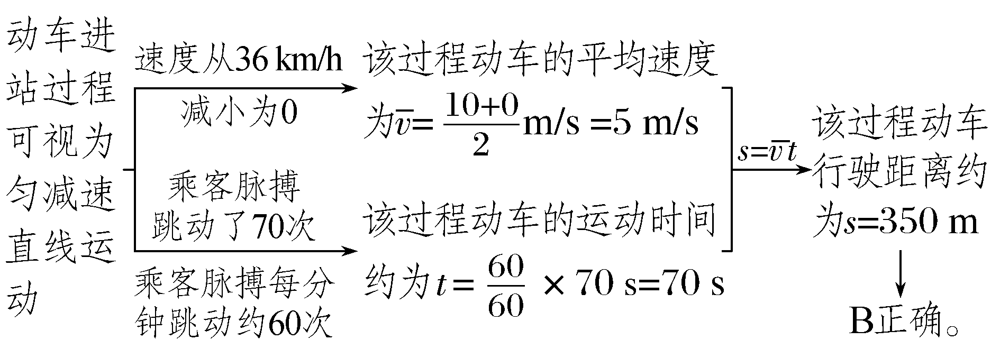 动车进
站过程
可视为
匀减速
直线运
动
速度从36 km/h
减小为0
乘客脉搏
跳动了70次
乘客脉搏每分
钟跳动约60次
该过程动车的平均速度
为v̅=(10+0)/2 m/s =5 m/s
该过程动车的运动时间
约为t=60/60 × 70 s=70 s
s=v̅t
该过程动车
行驶距离约
为s=350 m
B正确。